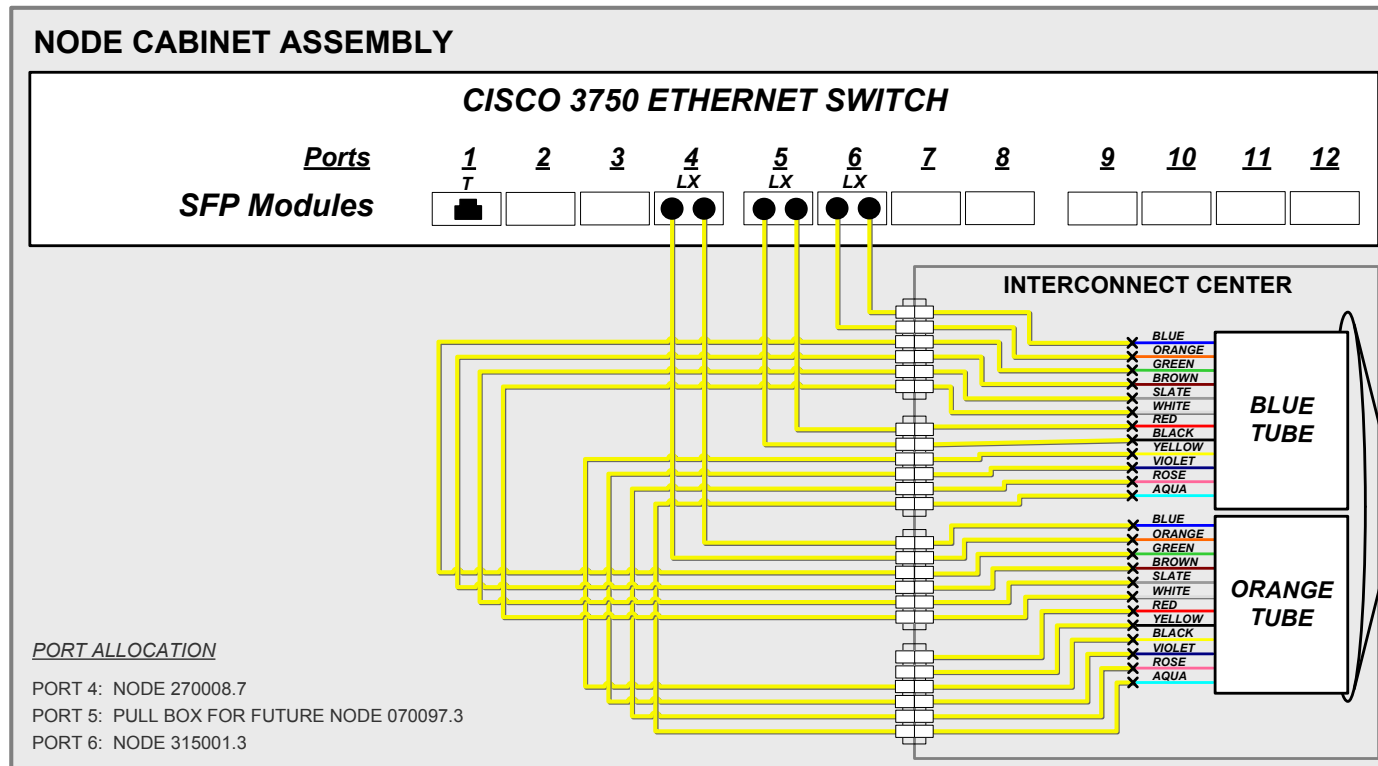 NODE CABINET ASSEMBLY
CISCO 3750 ETHERNET SWITCH
Ports 1 2 3 4 5 6 7 8 9 10 11 12
T LX LX LX
SFP Modules
INTERCONNECT CENTER
BLUE
ORANGE
GREEN
BROWN
SLATE
WHITE
RED
BLACK
YELLOW
VIOLET
ROSE
AQUA
BLUE
TUBE
BLUE
ORANGE
GREEN
BROWN
SLATE
WHITE
RED
YELLOW
BLACK
VIOLET
ROSE
AQUA
ORANGE
TUBE
PORT ALLOCATION
PORT 4: NODE 270008.7
PORT 5: PULL BOX FOR FUTURE NODE 070097.3
PORT 6: NODE 315001.3